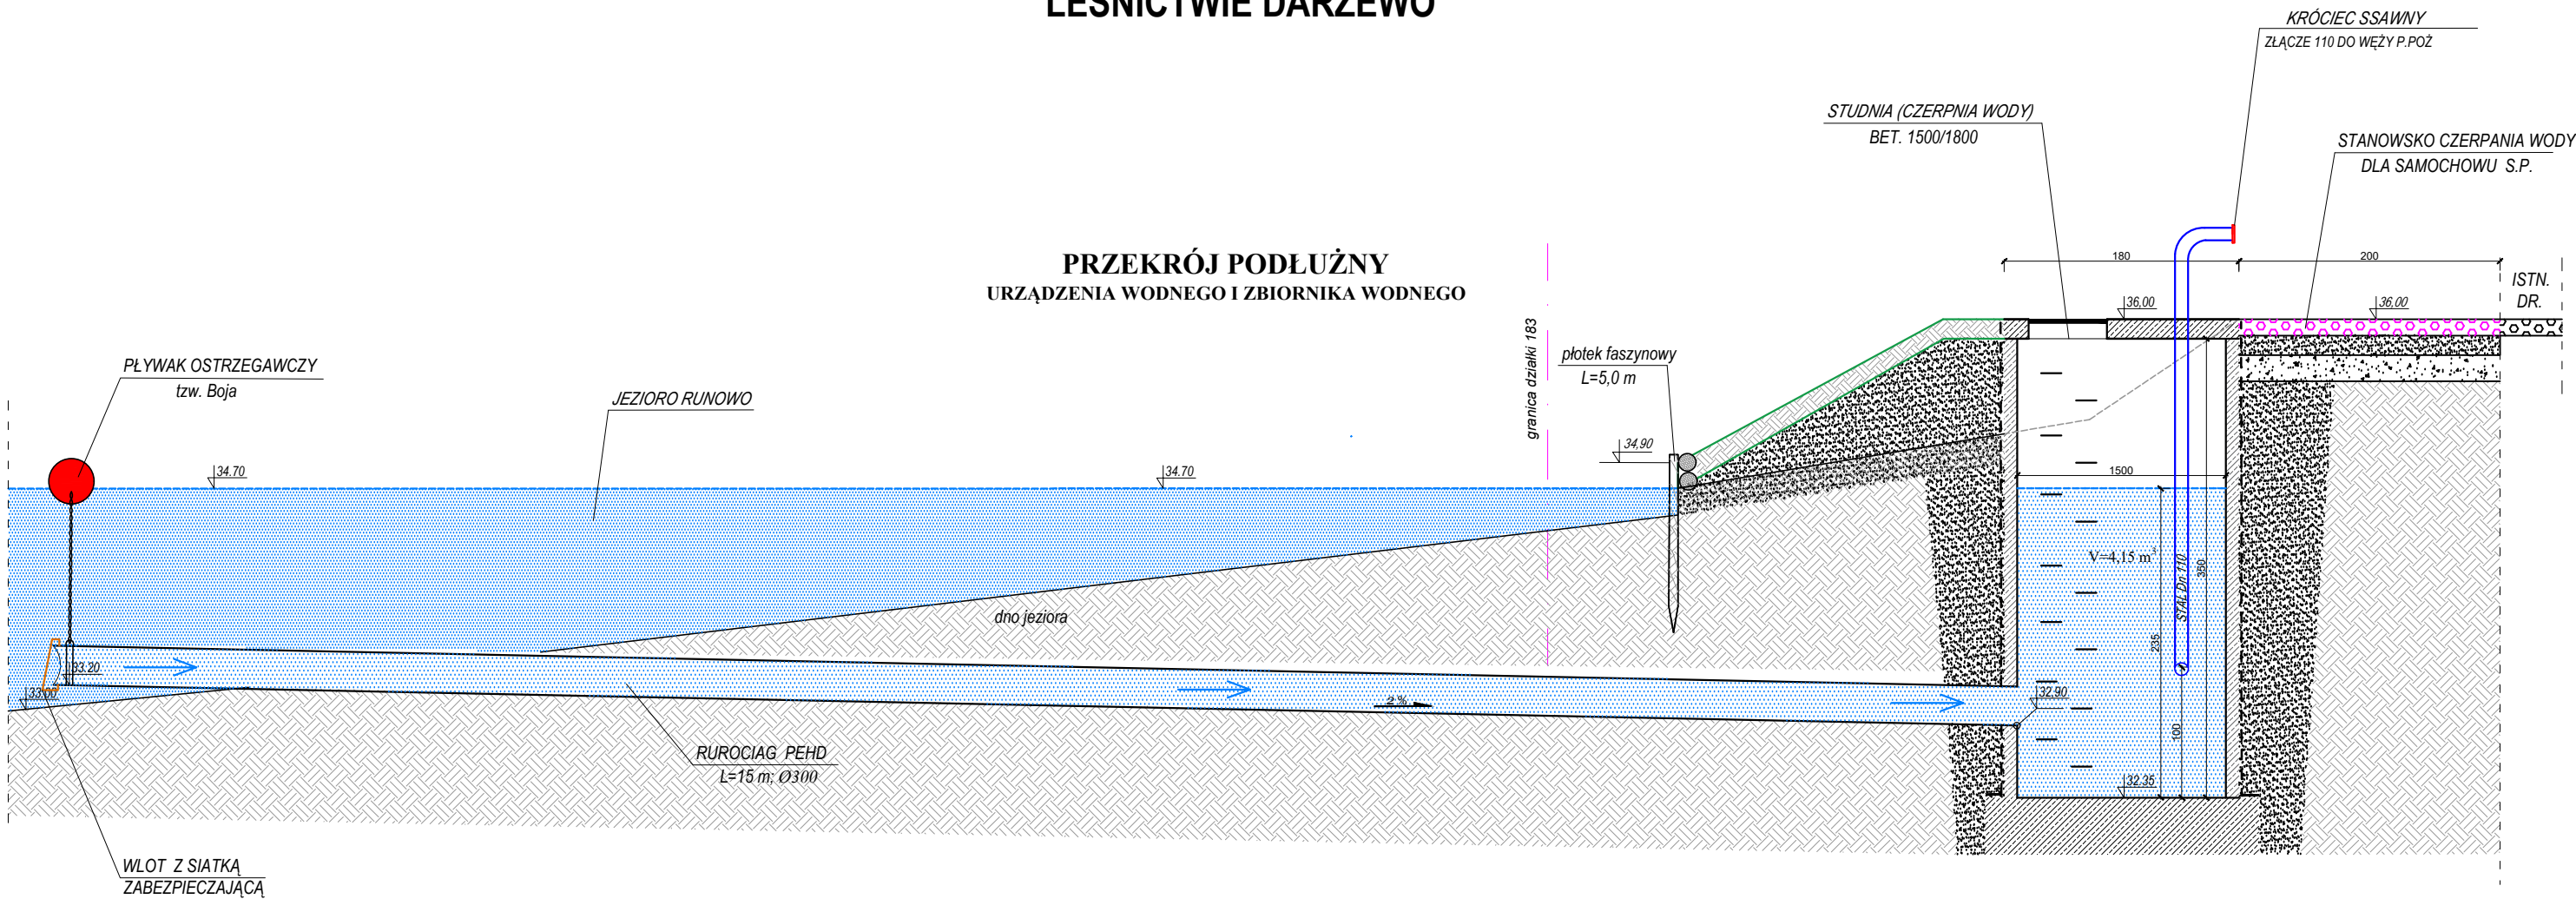 LEŚNICTWIE DARZEWO
KRÓCIEC SSAWNY
ZŁĄCZE 110 DO WĘŻY P.POŻ
STUDNIA (CZERPNIA WODY)
BET. 1500/1800
STANOWSKO CZERPANIA WODY
DLA SAMOCHOWU S.P.
PRZEKRÓJ PODŁUŻNY
URZĄDZENIA WODNEGO I ZBIORNIKA WODNEGO
180
200
ISTN.
DR.
36,00
36,00
granica działki 183
płotek faszynowy
L=5,0 m
PŁYWAK OSTRZEGAWCZY
tzw. Boja
JEZIORO RUNOWO
34.70
34.70
34,90
1500
V=4,15 m³
STAL Dn 110
350
235
100
dno jeziora
33.20
33.00
2 %
32.90
32.35
RUROCIAG PEHD
L=15 m; Ø300
WLOT Z SIATKĄ
ZABEZPIECZAJĄCĄ